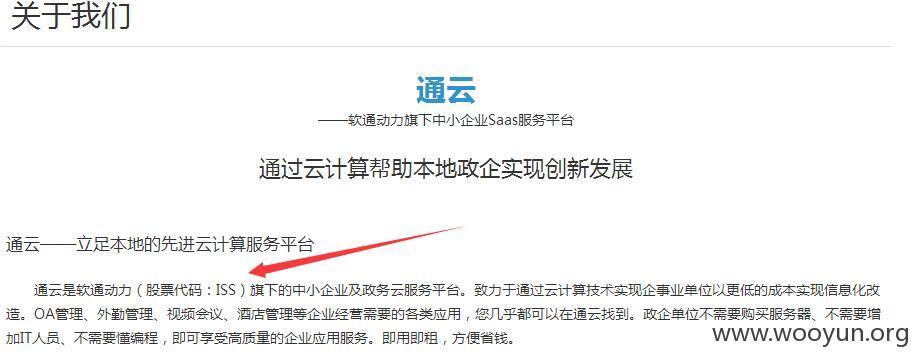 关于我们
通云
——软通动力旗下中小企业Saas服务平台
通过云计算帮助本地政企实现创新发展
通云——立足本地的先进云计算服务平台
通云是软通动力（股票代码：ISS）旗下的中小企业及政务云服务平台。致力于通过云计算技术实现企事业单位以更低的成本实现信息化改
造。OA管理、外勤管理、视频会议、酒店管理等企业经营需要的各类应用，您几乎都可以在通云找到。政企单位不需要购买服务器、不需要增
加IT人员、不需要懂编程，即可享受高质量的企业应用服务。即用即租，方便省钱。
www.wooyun.org